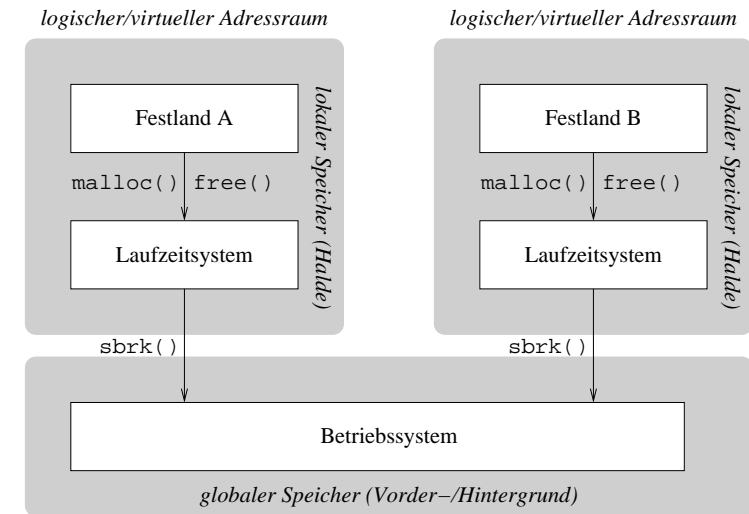 logischer/virtueller Adressraum
logischer/virtueller Adressraum
Festland A
malloc() free()
Laufzeitsystem
lokaler Speicher (Halde)
Festland B
malloc() free()
Laufzeitsystem
lokaler Speicher (Halde)
sbrk()
sbrk()
Betriebssystem
globaler Speicher (Vorder−/Hintergrund)